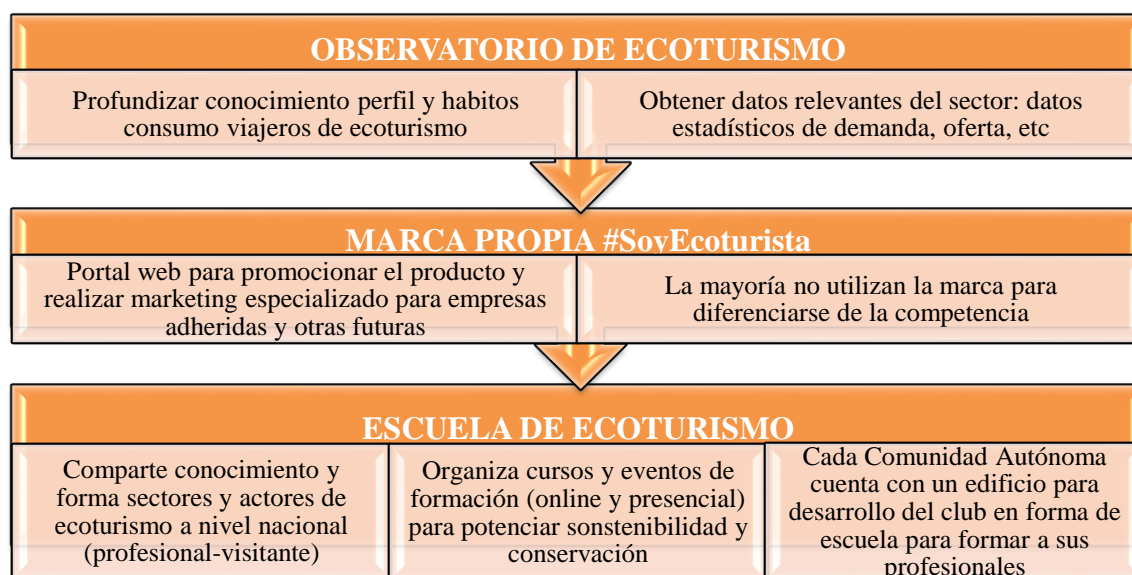 OBSERVATORIO DE ECOTURISMO
Profundizar conocimiento perfil y habitos
consumo viajeros de ecoturismo
Obtener datos relevantes del sector: datos
estadísticos de demanda, oferta, etc
MARCA PROPIA #SoyEcoturista
Portal web para promocionar el producto y
realizar marketing especializado para empresas
adheridas y otras futuras
La mayoría no utilizan la marca para
diferenciarse de la competencia
ESCUELA DE ECOTURISMO
Comparte conocimiento y
forma sectores y actores de
ecoturismo a nivel nacional
(profesional-visitante)
Organiza cursos y eventos de
formación (online y presencial)
para potenciar sonstenibilidad y
conservación
Cada Comunidad Autónoma
cuenta con un edificio para
desarrollo del club en forma de
escuela para formar a sus
profesionales